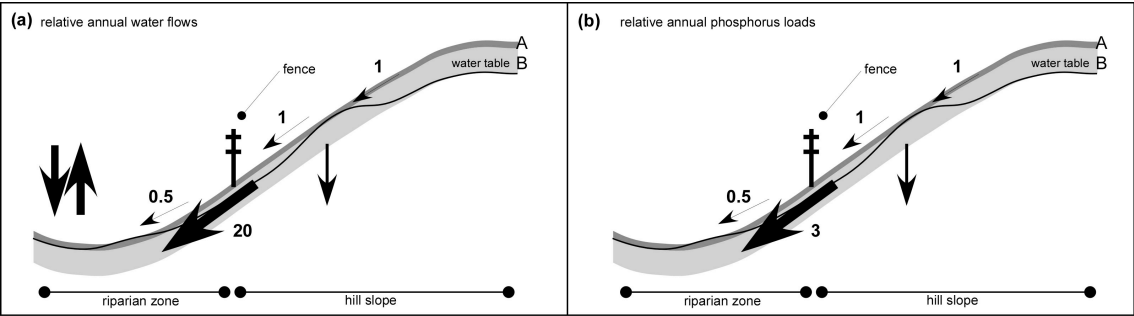 (a) relative annual water flows
A
water table B
1
fence
1
0.5
20
riparian zone
hill slope
(b) relative annual phosphorus loads
A
water table B
1
fence
1
0.5
3
riparian zone
hill slope